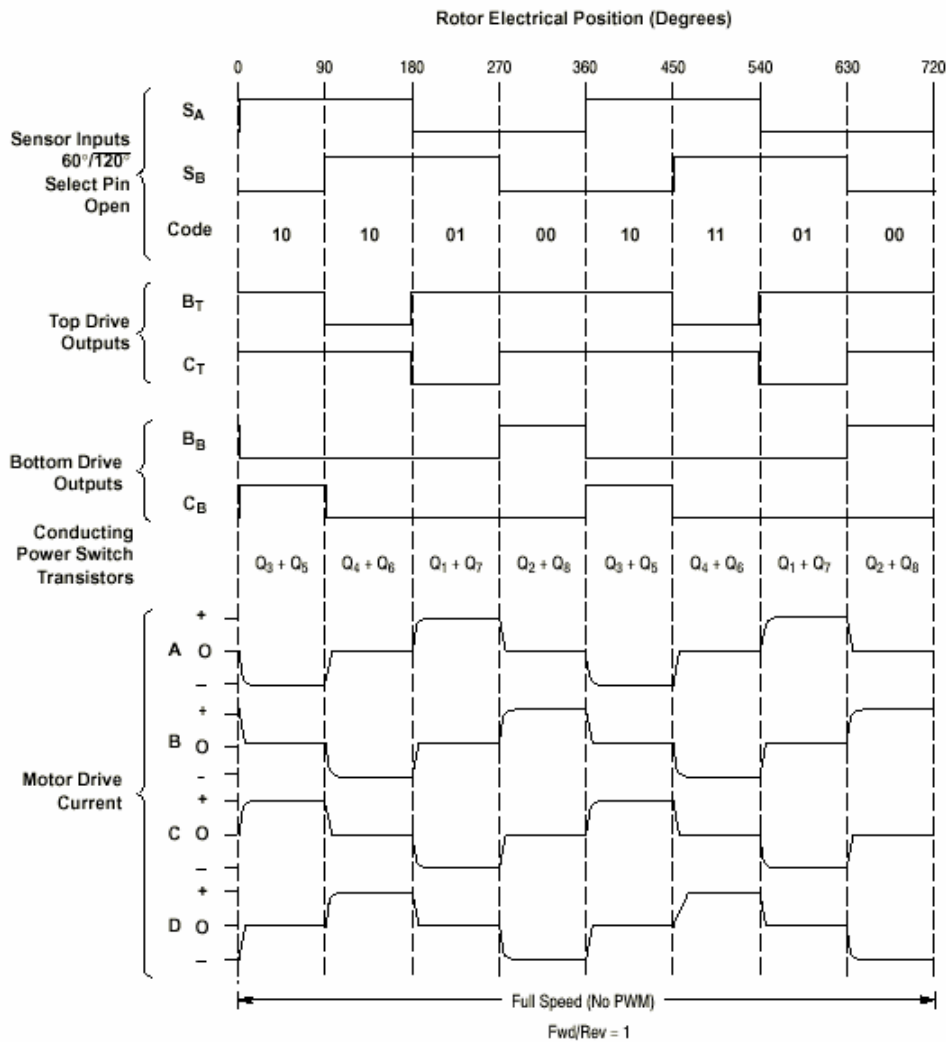 Rotor Electrical Position (Degrees)
0 90 180 270 360 450 540 630 720
Sensor Inputs
60°/120°
Select Pin
Open
SA
SB
Code
10 10 01 00 10 11 01 00
Top Drive
Outputs
BT
CT
Bottom Drive
Outputs
BB
CB
Conducting
Power Switch
Transistors
Q3 + Q5 Q4 + Q6 Q1 + Q7 Q2 + Q8 Q3 + Q5 Q4 + Q6 Q1 + Q7 Q2 + Q8
Motor Drive
Current
+
A O
–
+
B O
-
+
C O
–
+
D O
–
Full Speed (No PWM)
Fwd/Rev = 1